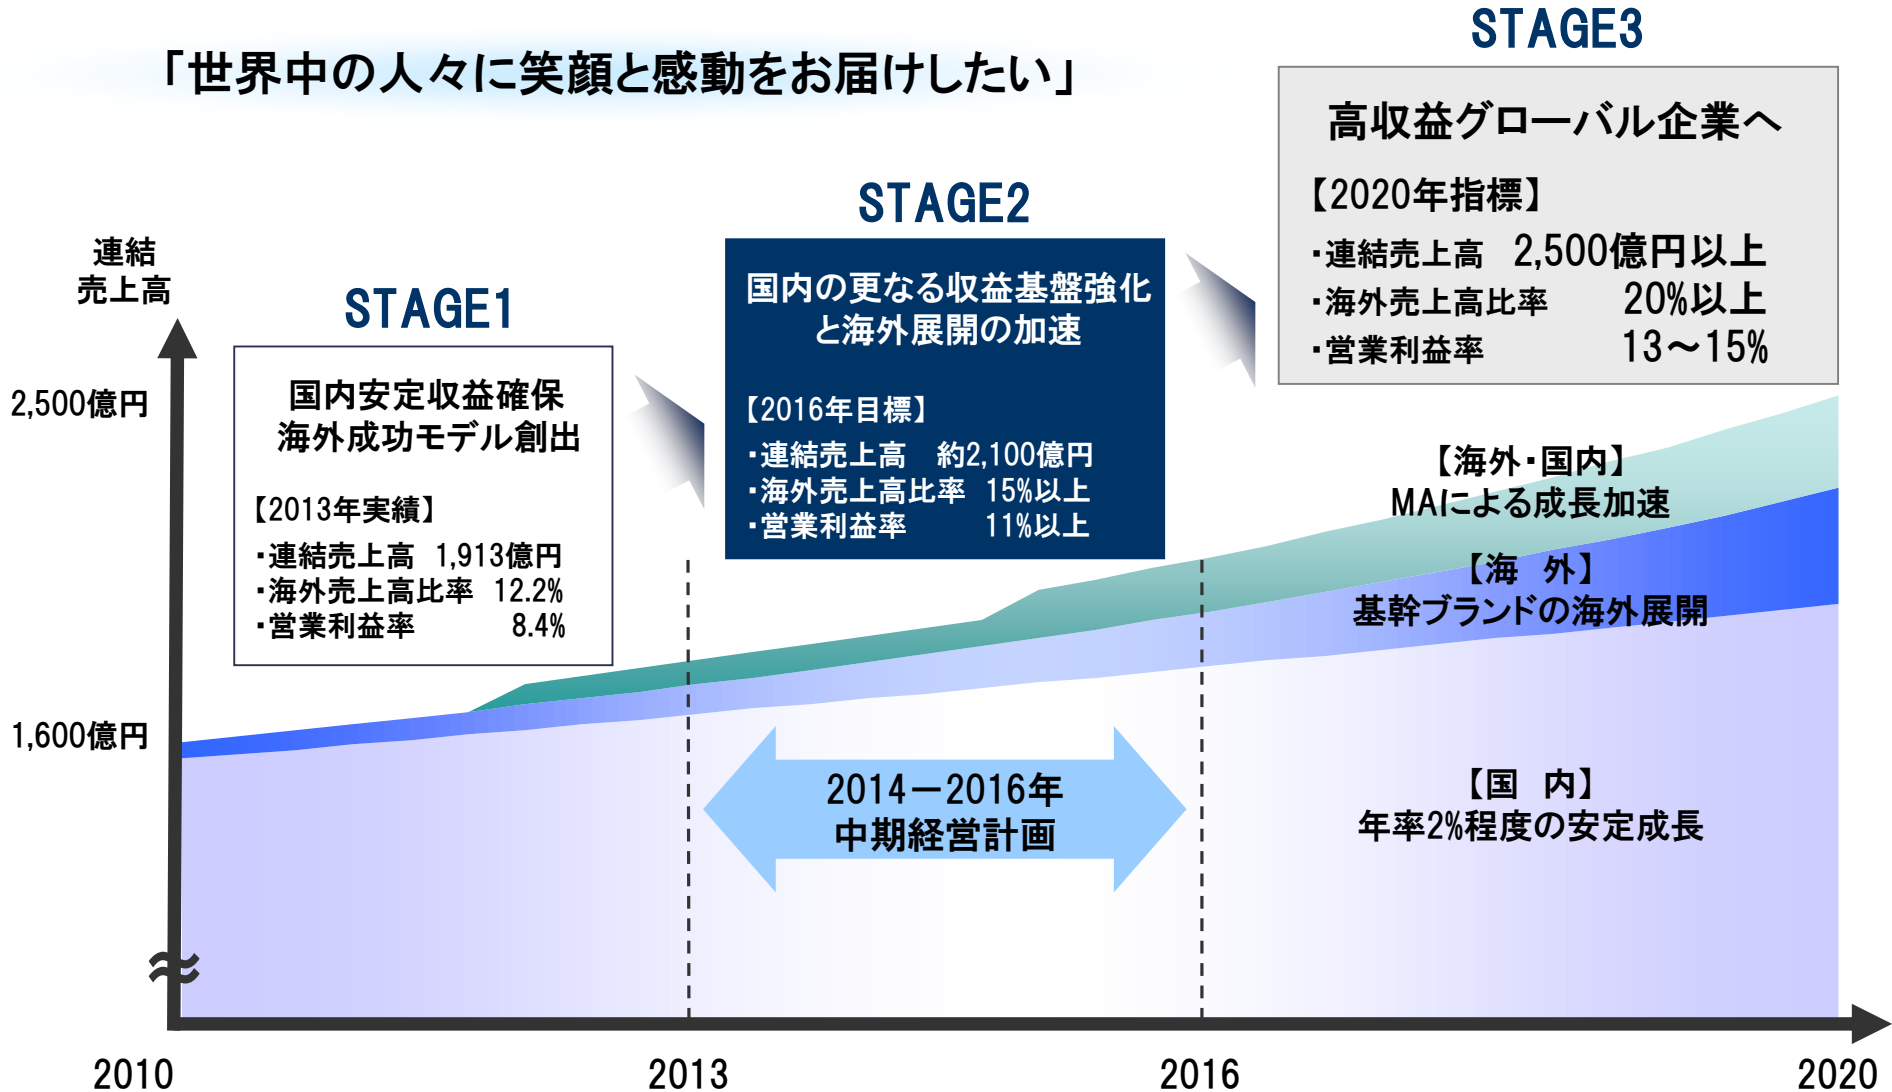 「世界中の人々に笑顔と感動をお届けしたい」
STAGE3
高収益グローバル企業へ
【2020年指標】
・連結売上高 2,500億円以上
・海外売上高比率 20%以上
・営業利益率 13～15%
STAGE2
国内の更なる収益基盤強化
と海外展開の加速
【2016年目標】
・連結売上高 約2,100億円
・海外売上高比率 15%以上
・営業利益率 11%以上
STAGE1
国内安定収益確保
海外成功モデル創出
【2013年実績】
・連結売上高 1,913億円
・海外売上高比率 12.2%
・営業利益率 8.4%
連結
売上高
2,500億円
1,600億円
【海外・国内】
MAによる成長加速
【海 外】
基幹ブランドの海外展開
【国 内】
年率2%程度の安定成長
2014－2016年
中期経営計画
2010
2013
2016
2020